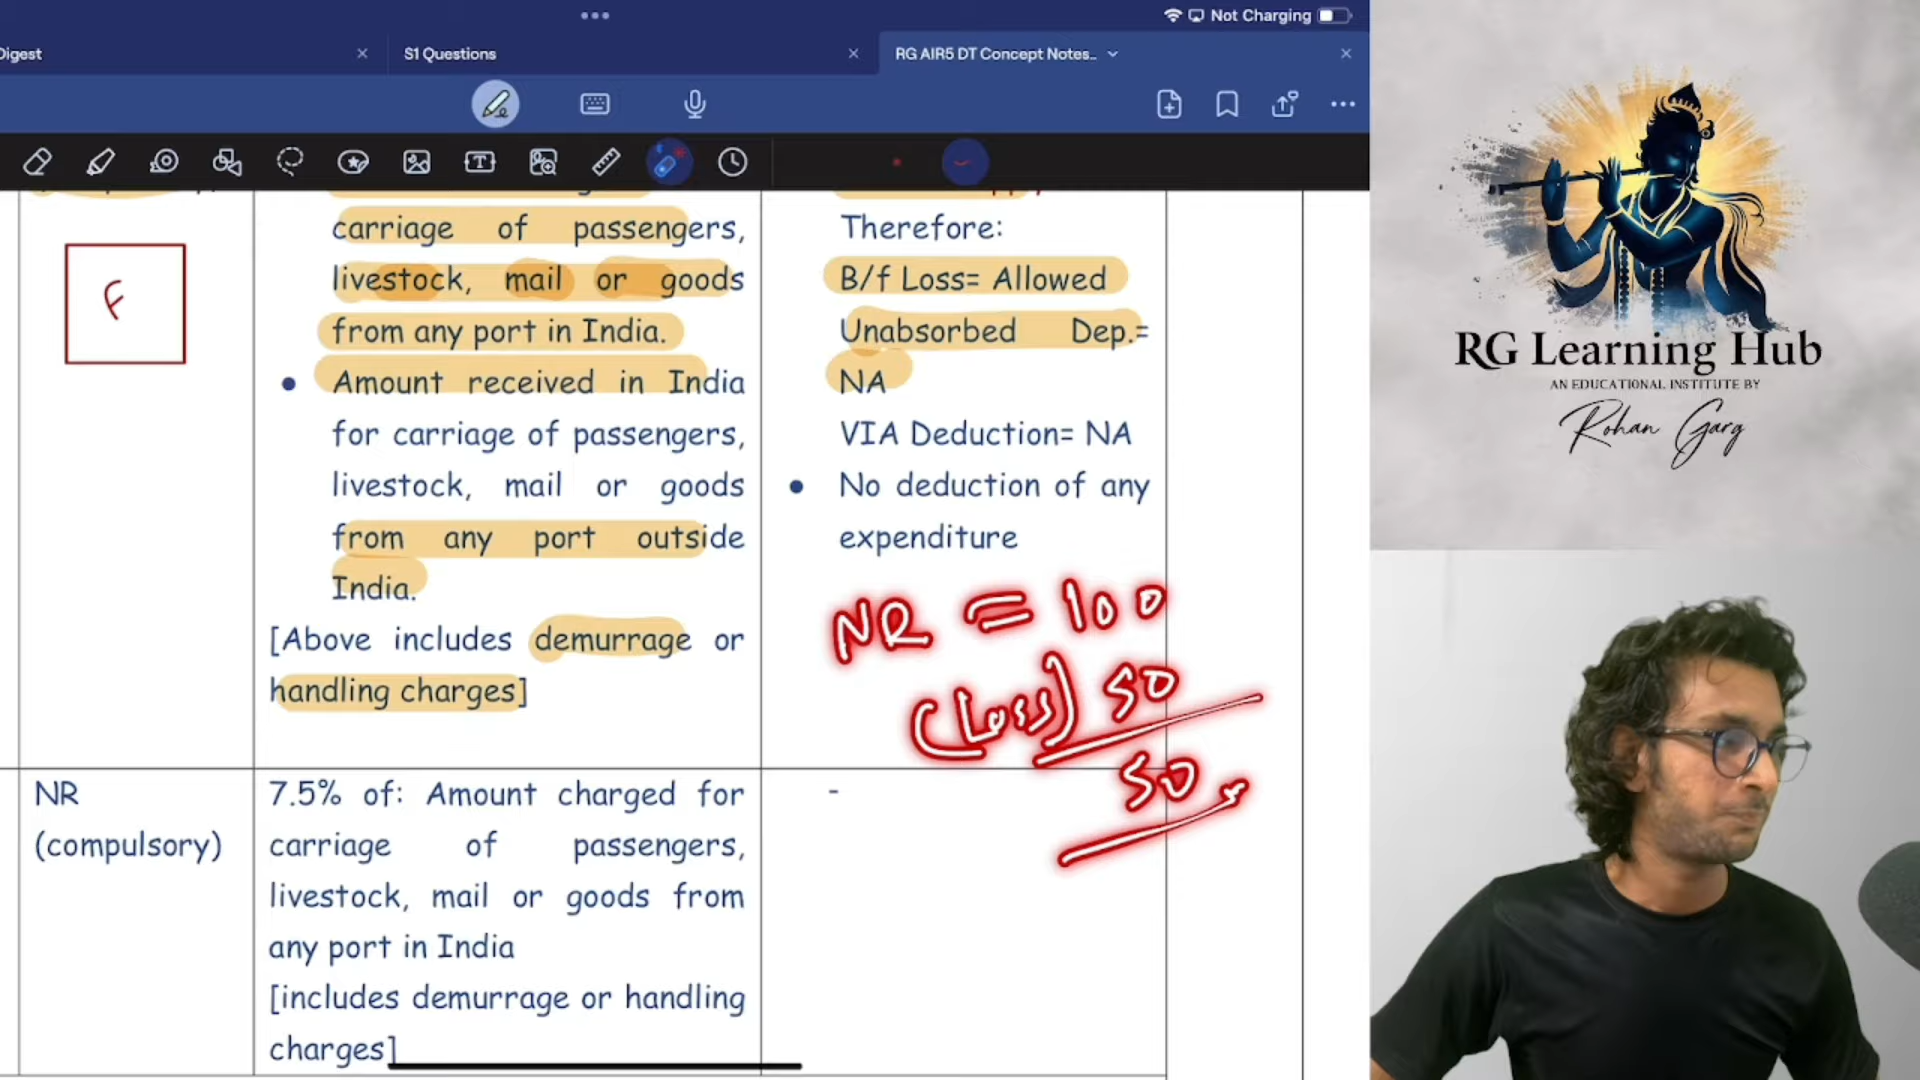 Not Charging
Digest
S1 Questions
RG AIR5 DT Concept Notes..
carriage of passengers,
livestock, mail or goods
from any port in India.
• Amount received in India
for carriage of passengers,
livestock, mail or goods
from any port outside
India.
[Above includes demurrage or
handling charges]
F
Therefore:
B/f Loss= Allowed
Unabsorbed Dep.=
NA
VIA Deduction= NA
• No deduction of any
expenditure
NR = 100
(Loss) 50
50
NR
(compulsory)
7.5% of: Amount charged for
carriage of passengers,
livestock, mail or goods from
any port in India
[includes demurrage or handling
charges]
-
RG Learning Hub
AN EDUCATIONAL INSTITUTE BY
Rohan Garg